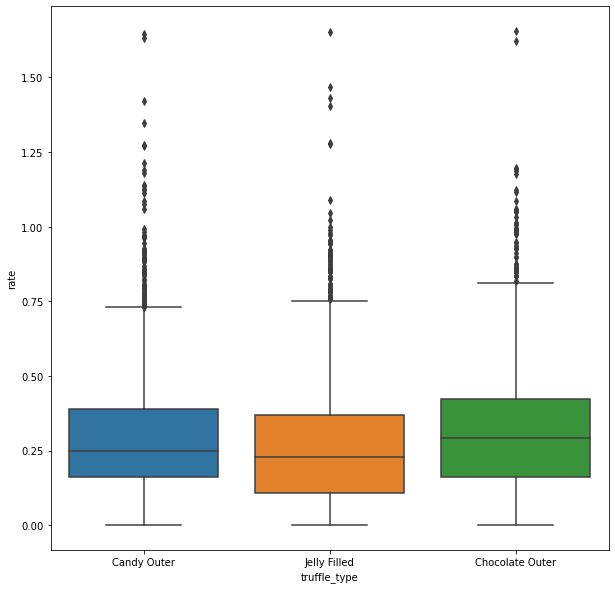 1.50
1.25
1.00
0.75
0.50
0.25
0.00
rate
Candy Outer
Jelly Filled
Chocolate Outer
truffle_type